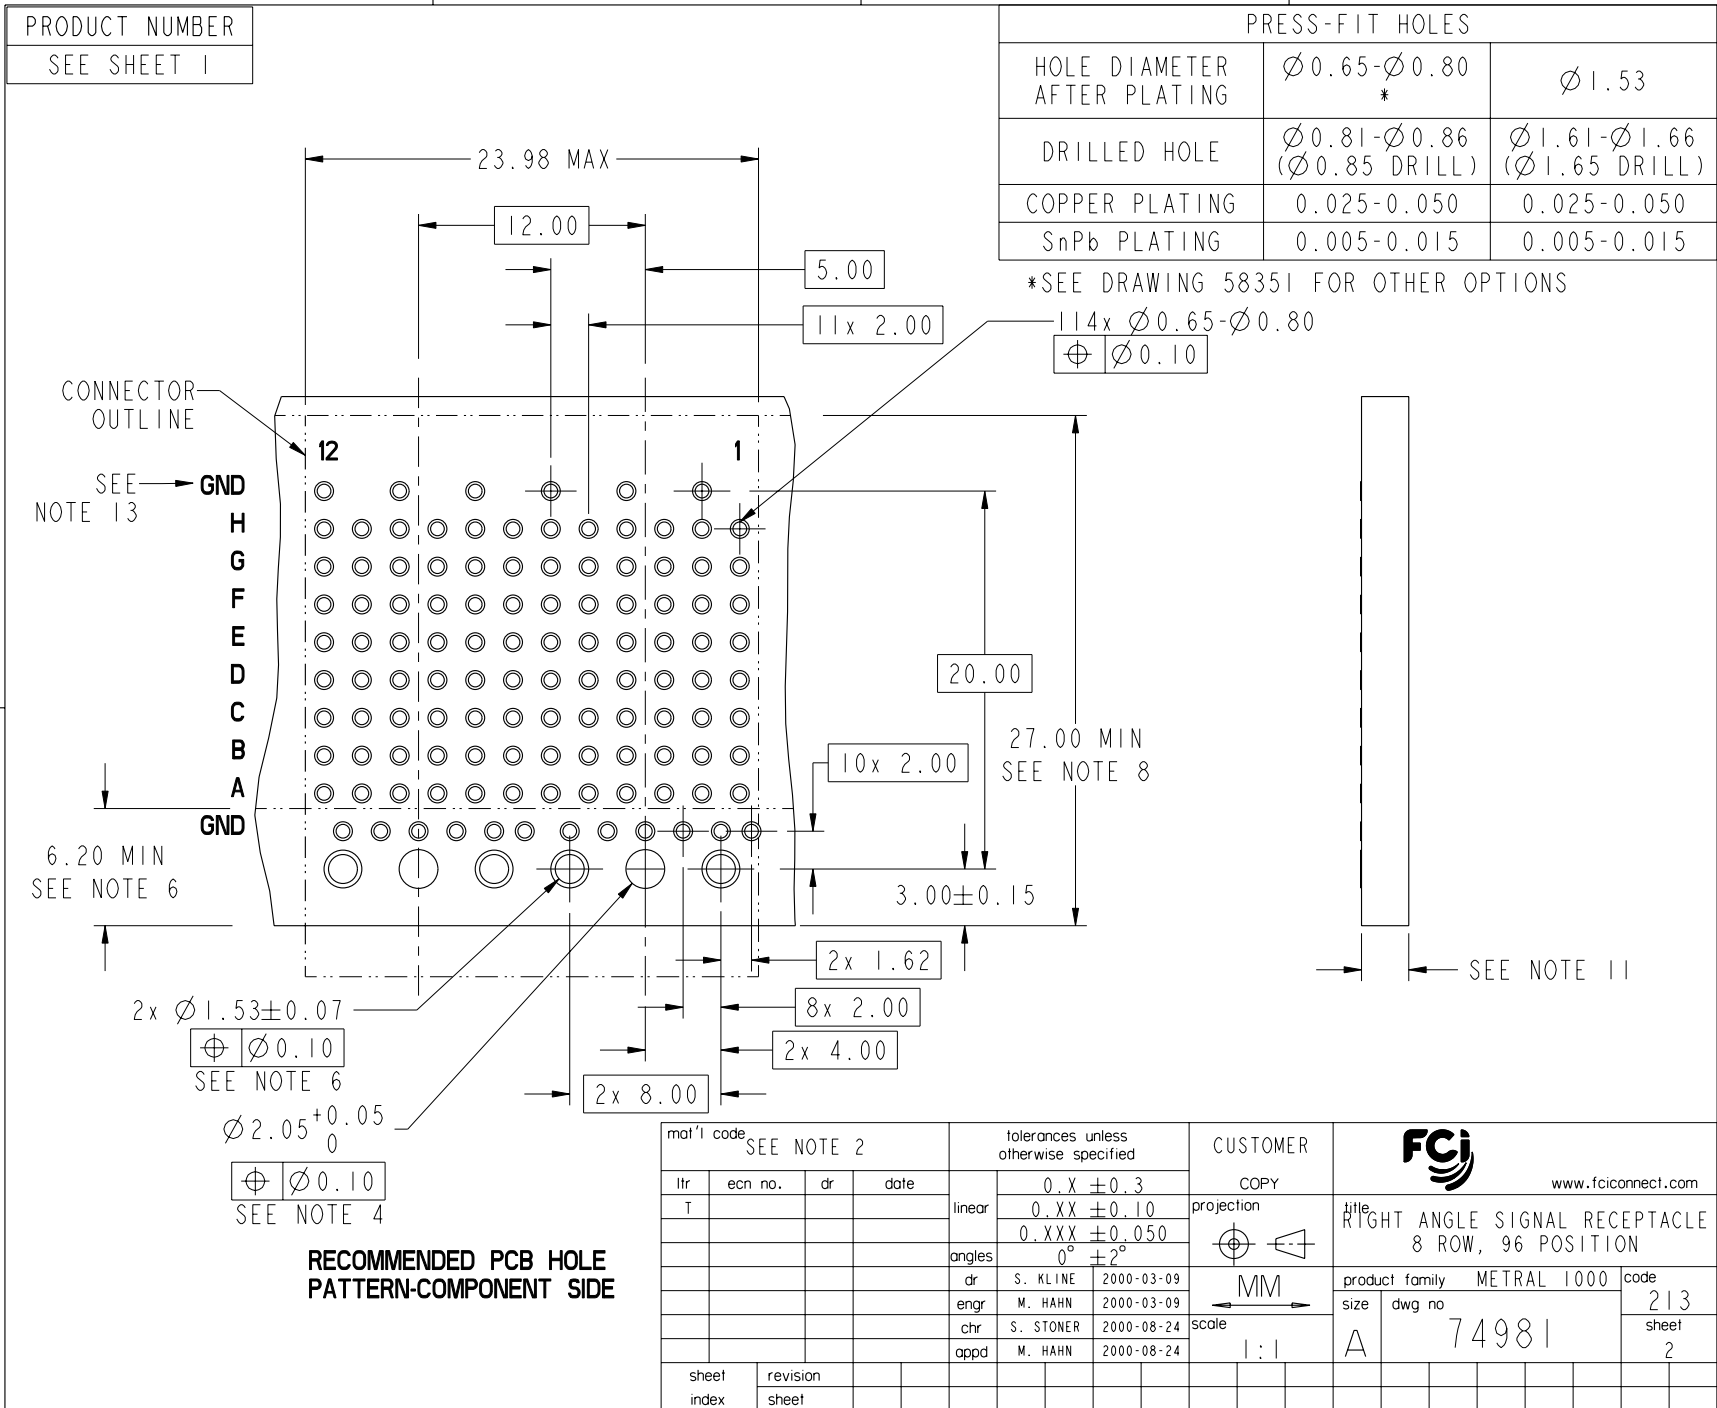 PRODUCT NUMBER
SEE SHEET 1
PRESS-FIT HOLES
HOLE DIAMETER AFTER PLATING
Ø0.65-Ø0.80 *
Ø1.53
DRILLED HOLE
Ø0.81-Ø0.86 (Ø0.85 DRILL)
Ø1.61-Ø1.66 (Ø1.65 DRILL)
COPPER PLATING 0.025-0.050 0.025-0.050
SnPb PLATING 0.005-0.015 0.005-0.015
*SEE DRAWING 58351 FOR OTHER OPTIONS
23.98 MAX
12.00
5.00
11x 2.00
114x Ø0.65-Ø0.80
⌖ Ø0.10
CONNECTOR
OUTLINE
12
1
SEE
NOTE 13
GND
H
G
F
E
D
C
B
A
GND
20.00
27.00 MIN
SEE NOTE 8
10x 2.00
6.20 MIN
SEE NOTE 6
3.00±0.15
2x 1.62
SEE NOTE 11
8x 2.00
2x 4.00
2x 8.00
2x Ø1.53±0.07
⌖ Ø0.10
SEE NOTE 6
Ø2.05 +0.05 0
⌖ Ø0.10
SEE NOTE 4
RECOMMENDED PCB HOLE
PATTERN-COMPONENT SIDE
mat'l code SEE NOTE 2
ltr ecn no. dr date
T
tolerances unless
otherwise specified
linear
0.X ±0.3
0.XX ±0.10
0.XXX ±0.050
angles 0° ±2°
dr S. KLINE 2000-03-09
engr M. HAHN 2000-03-09
chr S. STONER 2000-08-24
appd M. HAHN 2000-08-24
CUSTOMER
COPY
projection
MM
scale
1:1
FCi
www.fciconnect.com
title
RIGHT ANGLE SIGNAL RECEPTACLE
8 ROW, 96 POSITION
product family METRAL 1000
code
213
size
A
dwg no
74981
sheet
2
sheet
index
revision
sheet